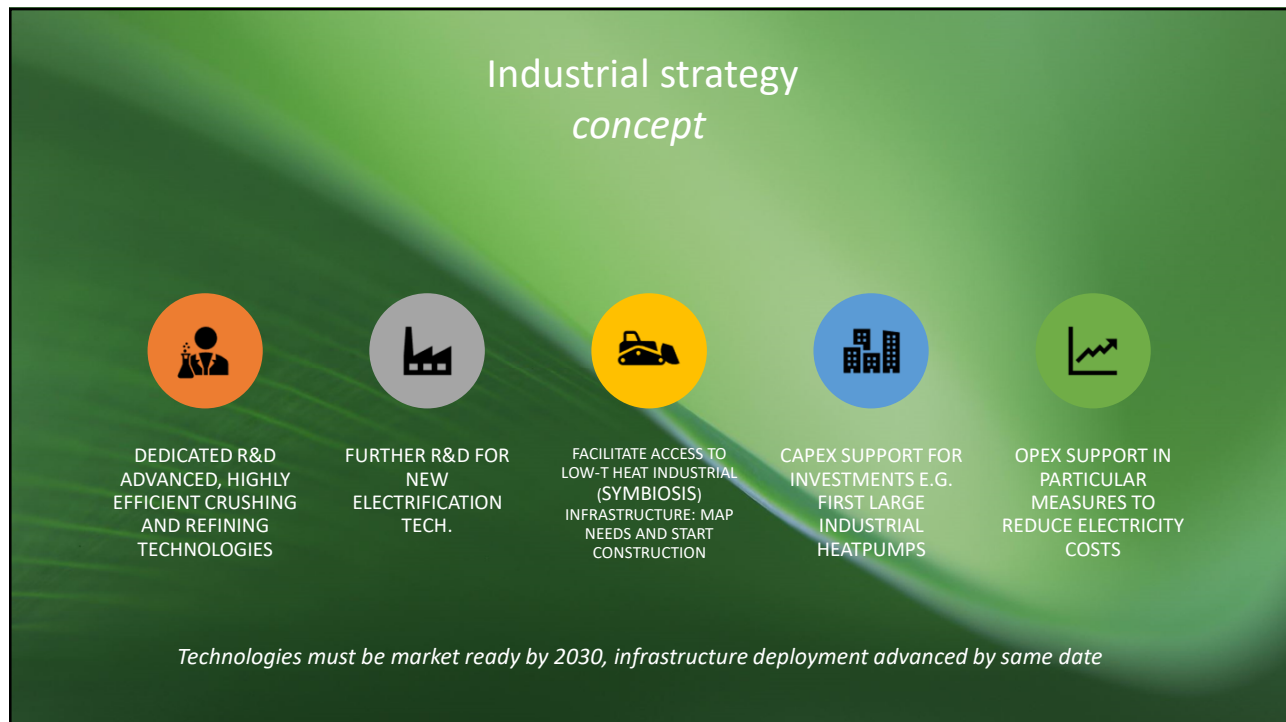 Industrial strategy
concept
DEDICATED R&D
ADVANCED, HIGHLY
EFFICIENT CRUSHING
AND REFINING
TECHNOLOGIES
FURTHER R&D FOR
NEW
ELECTRIFICATION
TECH.
FACILITATE ACCESS TO
LOW-T HEAT INDUSTRIAL
(SYMBIOSIS)
INFRASTRUCTURE: MAP
NEEDS AND START
CONSTRUCTION
CAPEX SUPPORT FOR
INVESTMENTS E.G.
FIRST LARGE
INDUSTRIAL
HEATPUMPS
OPEX SUPPORT IN
PARTICULAR
MEASURES TO
REDUCE ELECTRICITY
COSTS
Technologies must be market ready by 2030, infrastructure deployment advanced by same date